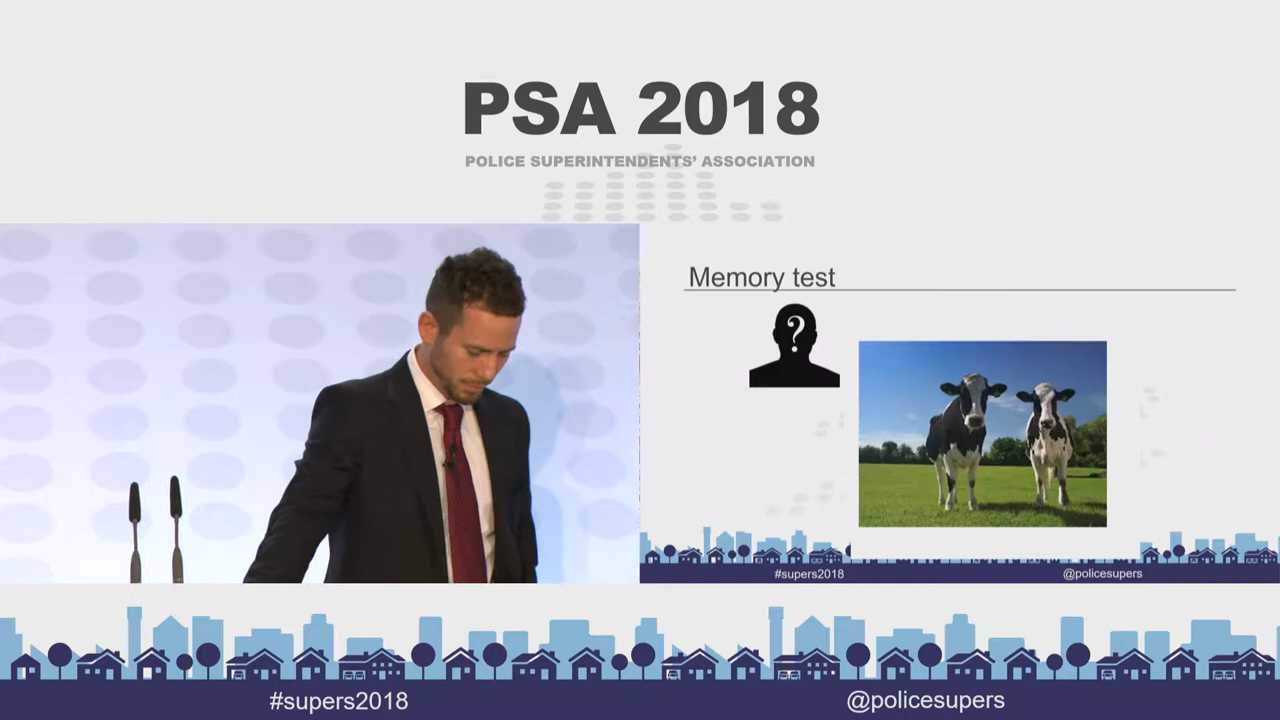 PSA 2018
POLICE SUPERINTENDENTS' ASSOCIATION
Memory test
?
#supers2018
@policesupers
#supers2018
@policesupers